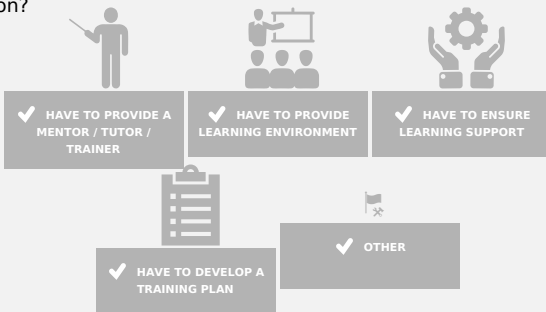 on?
HAVE TO PROVIDE A
MENTOR / TUTOR /
TRAINER
HAVE TO PROVIDE
LEARNING ENVIRONMENT
HAVE TO ENSURE
LEARNING SUPPORT
HAVE TO DEVELOP A
TRAINING PLAN
OTHER